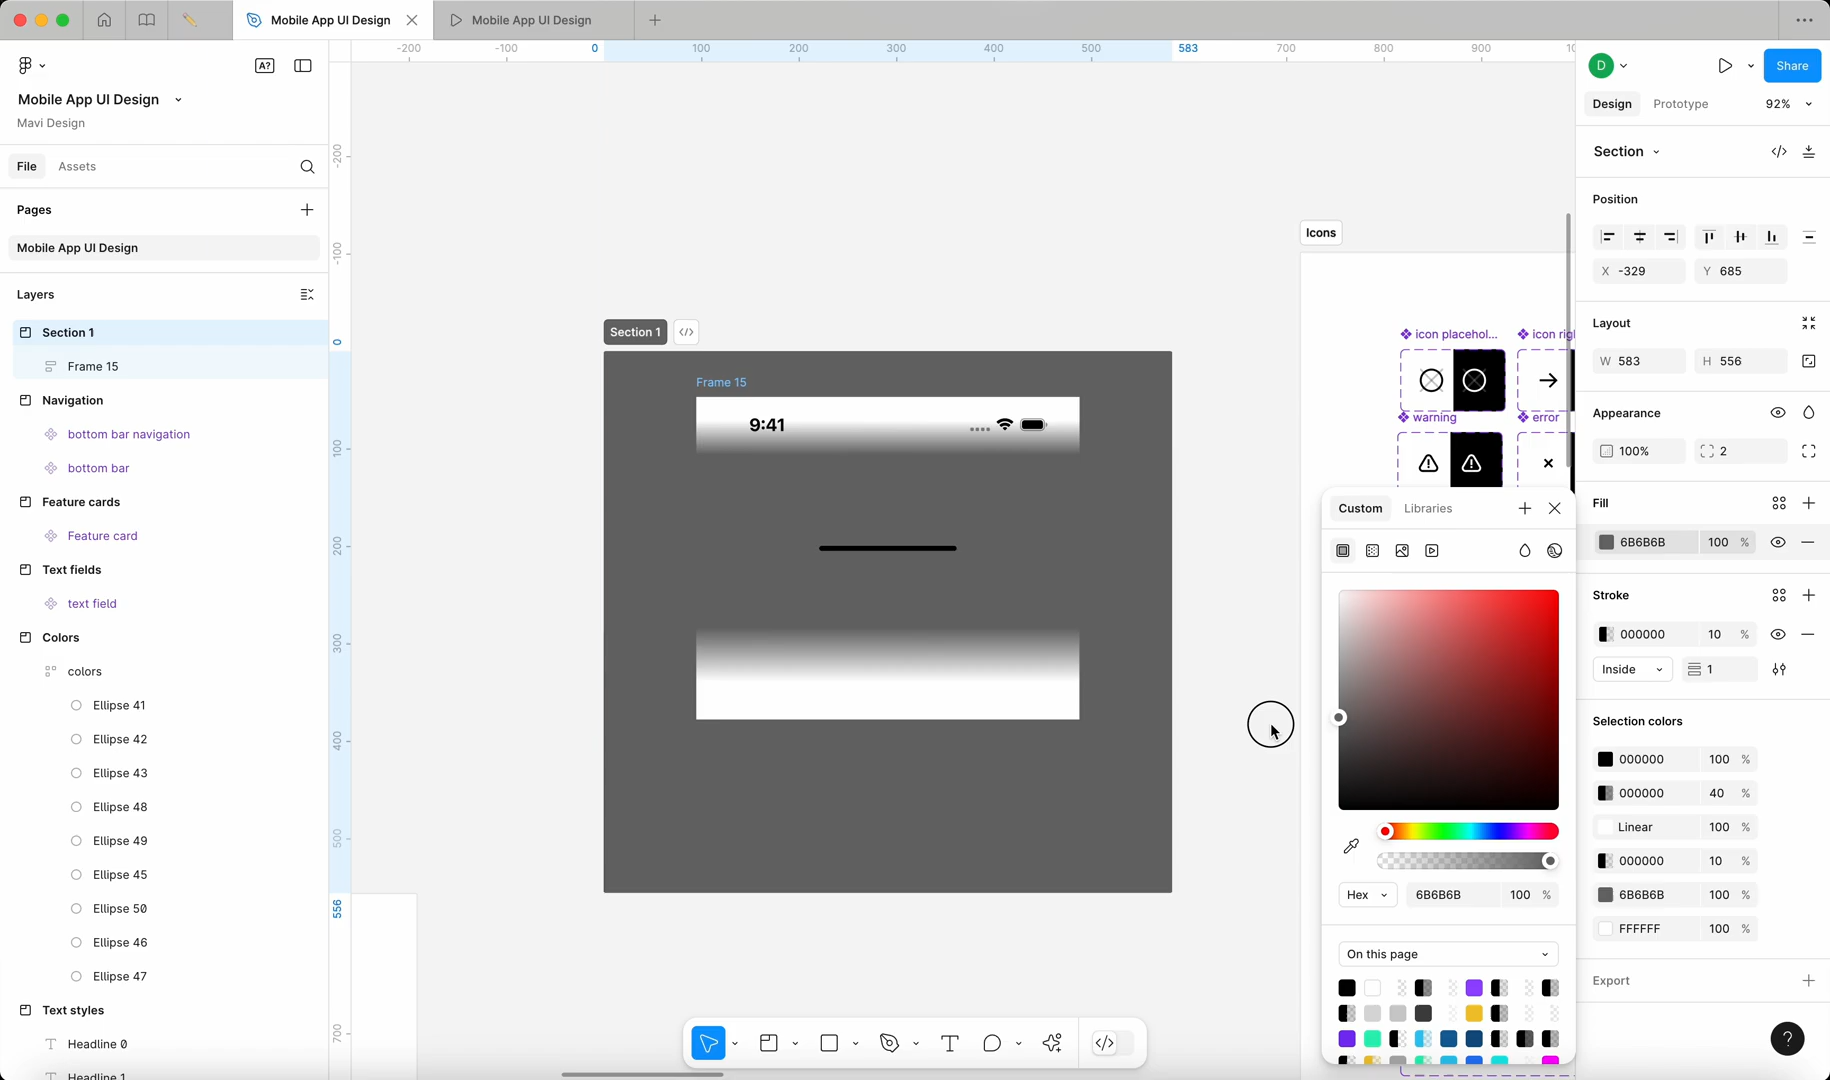 Mobile App UI Design
Mobile App UI Design
-200
-100
0
100
200
300
400
500
583
700
800
900
Mobile App UI Design
Mavi Design
File
Assets
Pages
Mobile App UI Design
Layers
Section 1
Frame 15
Navigation
bottom bar navigation
bottom bar
Feature cards
Feature card
Text fields
text field
Colors
colors
Ellipse 41
Ellipse 42
Ellipse 43
Ellipse 48
Ellipse 49
Ellipse 45
Ellipse 50
Ellipse 46
Ellipse 47
Text styles
Headline 0
Headline 1
-200
-100
0
100
200
300
400
500
556
700
Section 1
Frame 15
9:41
Icons
icon placehol...
icon rig
warning
error
Custom
Libraries
Hex
6B6B6B
100 %
On this page
D
Share
Design
Prototype
92%
Section
Position
X -329
Y 685
Layout
W 583
H 556
Appearance
100%
2
Fill
6B6B6B 100 %
Stroke
000000 10 %
Inside
1
Selection colors
000000 100 %
000000 40 %
Linear 100 %
000000 10 %
6B6B6B 100 %
FFFFFF 100 %
Export
?